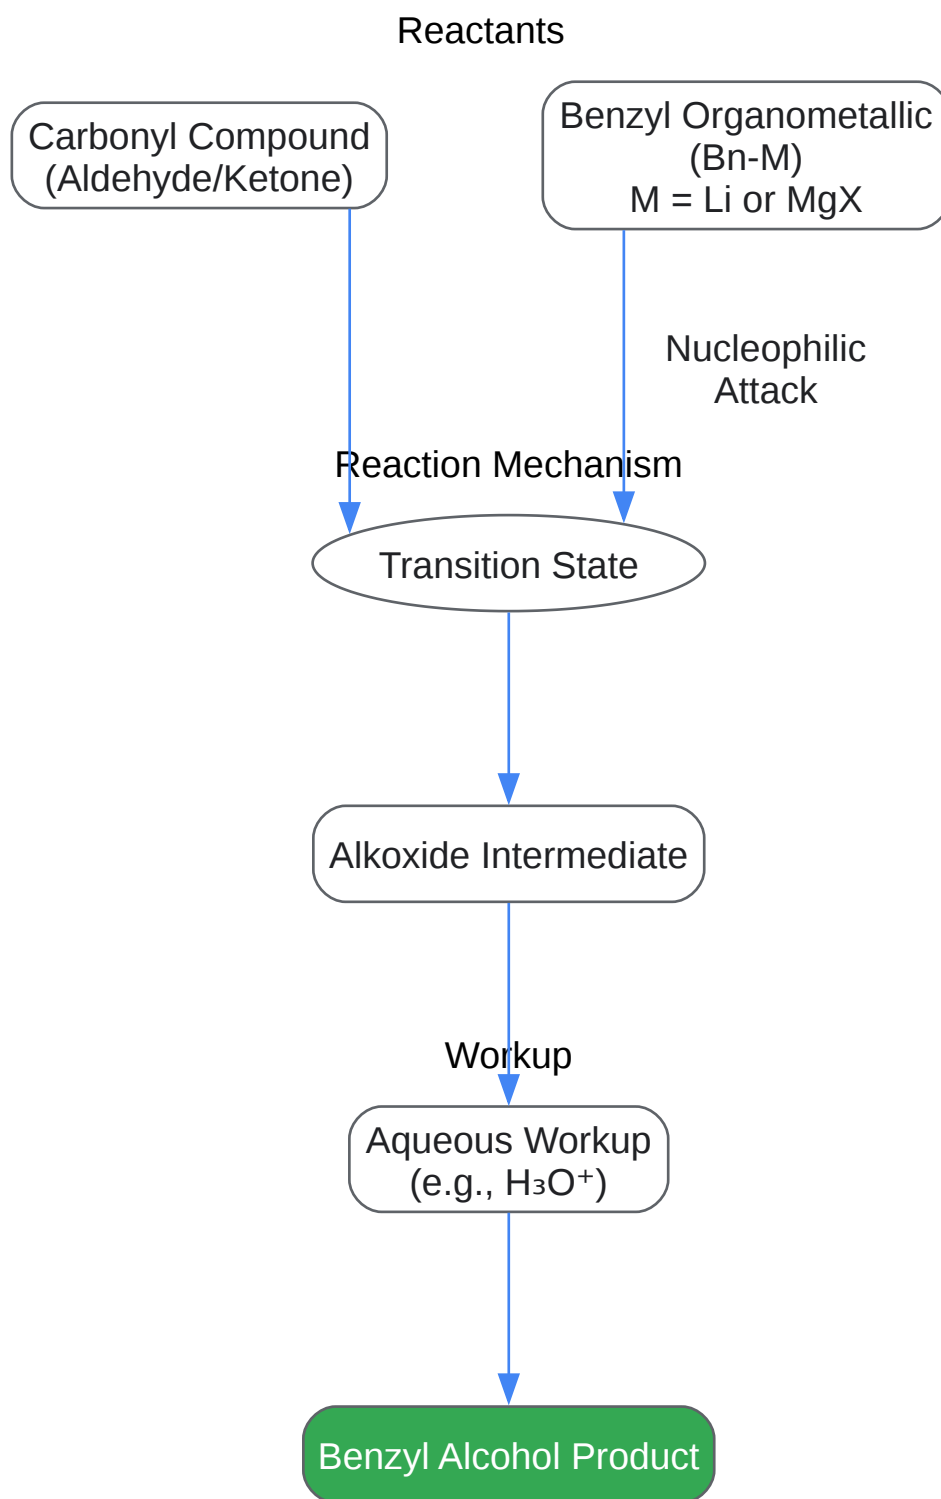 Reactants
Carbonyl Compound
(Aldehyde/Ketone)
Benzyl Organometallic
(Bn-M)
M = Li or MgX
Nucleophilic
Attack
Reaction Mechanism
Transition State
Alkoxide Intermediate
Workup
Aqueous Workup
(e.g., H₃O⁺)
Benzyl Alcohol Product